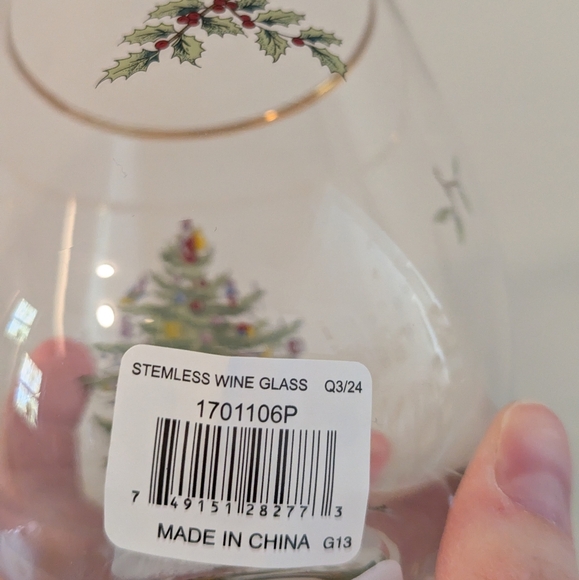 STEMLESS WINE GLASS Q3/24
1701106P
7 49151 28277 3
MADE IN CHINA G13